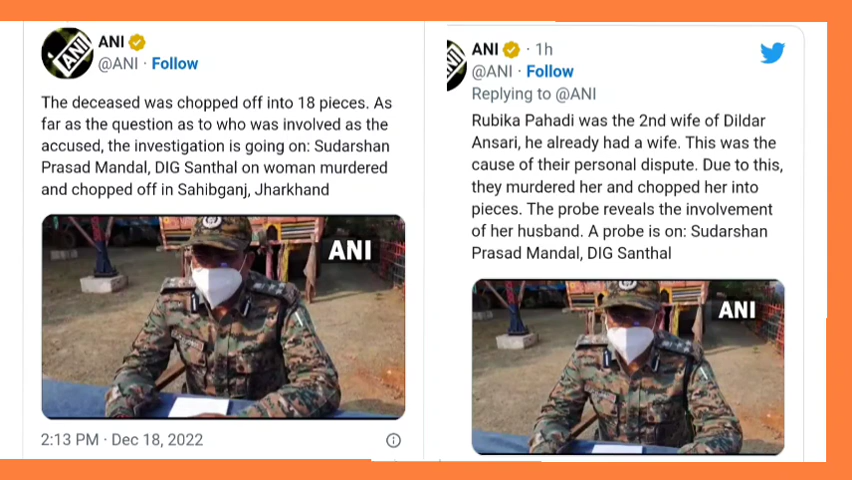 ANI
ANI
@ANI · Follow
The deceased was chopped off into 18 pieces. As
far as the question as to who was involved as the
accused, the investigation is going on: Sudarshan
Prasad Mandal, DIG Santhal on woman murdered
and chopped off in Sahibganj, Jharkhand
ANI
2:13 PM · Dec 18, 2022
ANI
ANI · 1h
@ANI · Follow
Replying to @ANI
Rubika Pahadi was the 2nd wife of Dildar
Ansari, he already had a wife. This was the
cause of their personal dispute. Due to this,
they murdered her and chopped her into
pieces. The probe reveals the involvement
of her husband. A probe is on: Sudarshan
Prasad Mandal, DIG Santhal
ANI